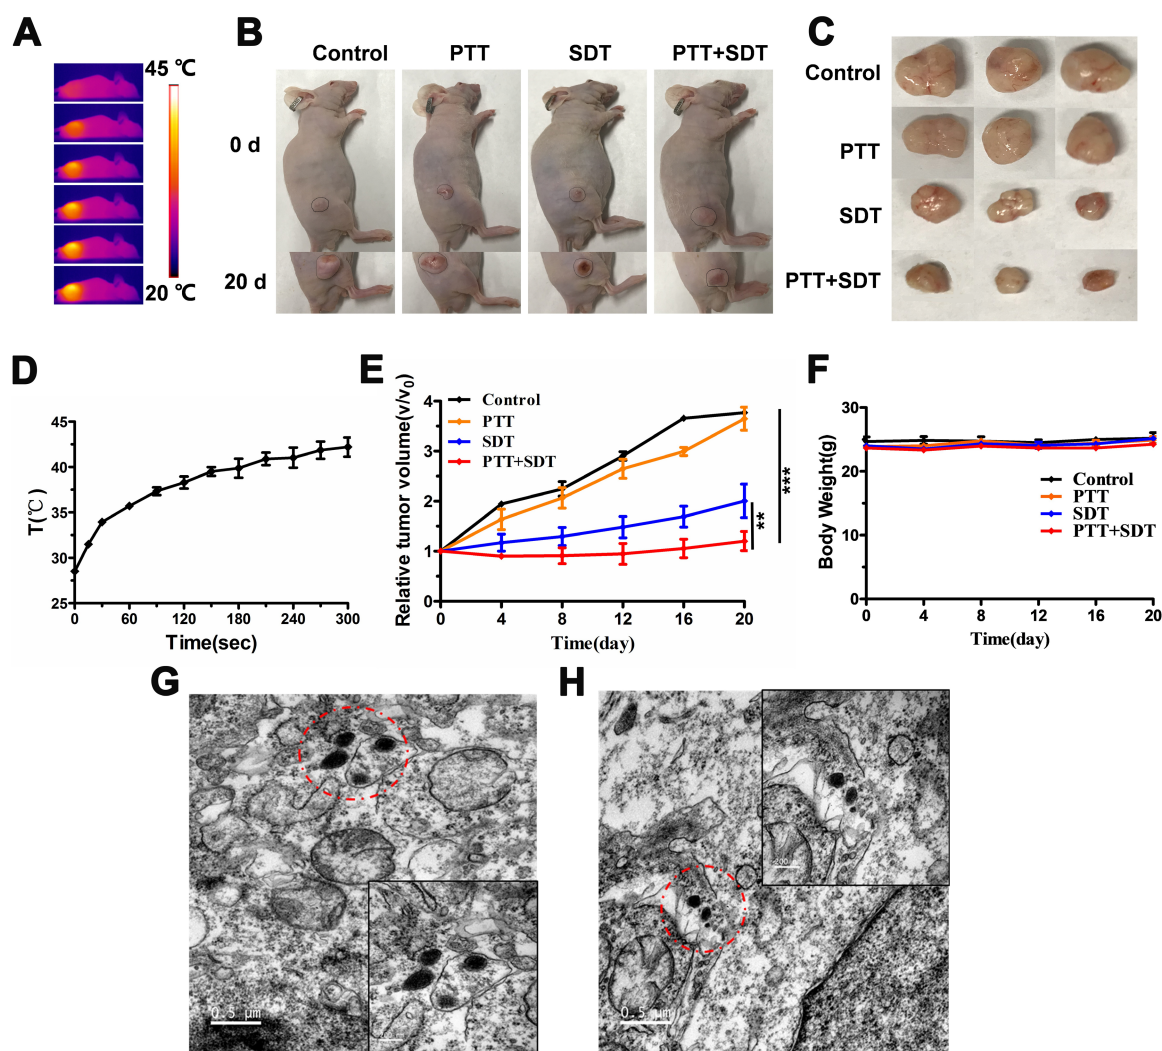 A
45 ℃
20 ℃
B
Control PTT SDT PTT+SDT
0 d
20 d
C
Control
PTT
SDT
PTT+SDT
D
T(℃)
45
40
35
30
25
0 60 120 180 240 300
Time(sec)
E
Relative tumor volume(v/v0)
4
3
2
1
0
Control
PTT
SDT
PTT+SDT
**
***
0 4 8 12 16 20
Time(day)
F
Body Weight(g)
30
20
10
0
Control
PTT
SDT
PTT+SDT
0 4 8 12 16 20
Time(day)
G
0.5 μm
H
0.5 μm